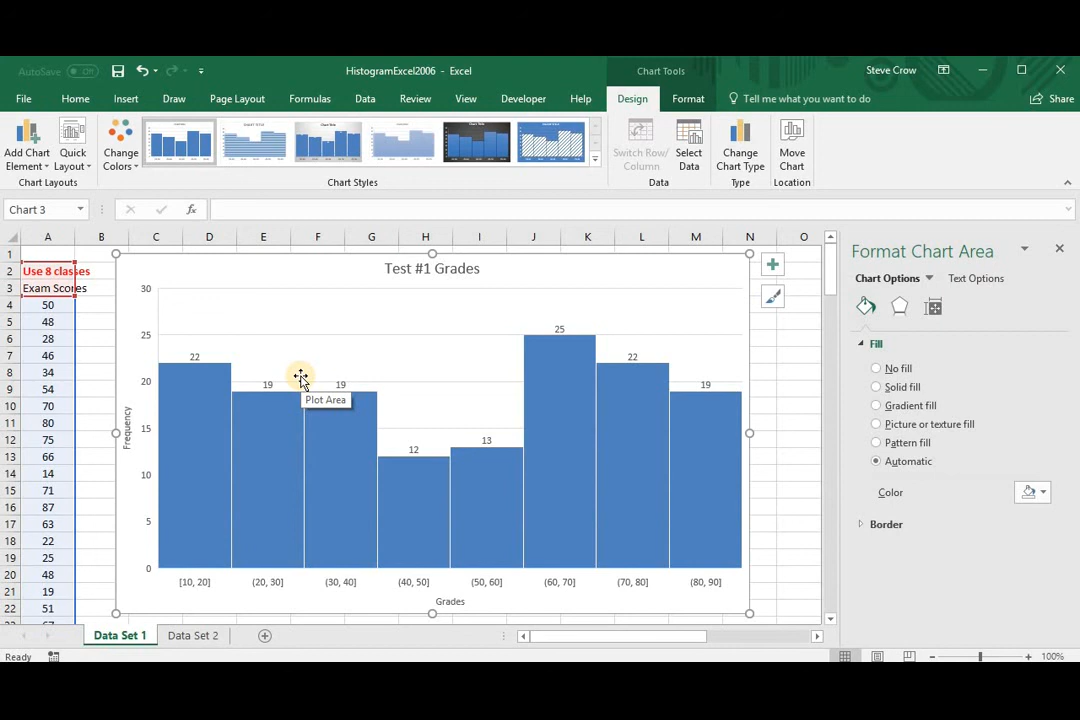 AutoSave Off HistogramExcel2006 - Excel Chart Tools Steve Crow
File Home Insert Draw Page Layout Formulas Data Review View Developer Help Design Format Tell me what you want to do Share
Add Chart Element Quick Layout Change Colors Switch Row/Column Select Data Change Chart Type Move Chart
Chart Layouts Chart Styles Data Type Location
Chart 3 fx
A B C D E F G H I J K L M N O
1
2 Use 8 classes
3 Exam Scores
4 50
5 48
6 28
7 46
8 34
9 54
10 70
11 80
12 75
13 66
14 14
15 71
16 87
17 63
18 22
19 25
20 48
21 19
22 51
Test #1 Grades
30
25
20
15
10
5
0
Frequency
22 19 19 12 13 25 22 19
Plot Area
[10, 20] (20, 30] (30, 40] (40, 50] (50, 60] (60, 70] (70, 80] (80, 90]
Grades
Format Chart Area
Chart Options Text Options
Fill
No fill
Solid fill
Gradient fill
Picture or texture fill
Pattern fill
Automatic
Color
Border
Data Set 1 Data Set 2
Ready 100%